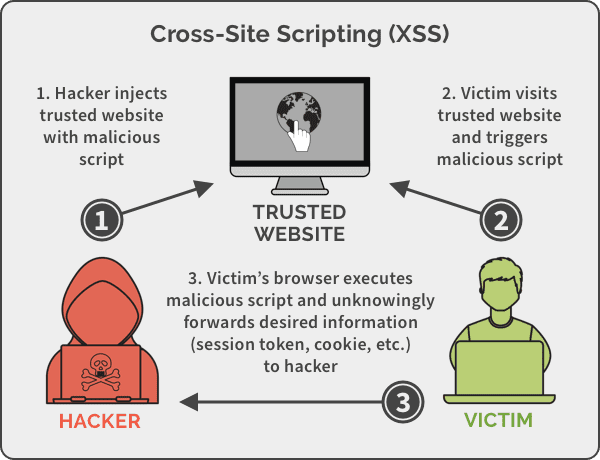 Cross-Site Scripting (XSS)
1. Hacker injects
trusted website
with malicious
script
2. Victim visits
trusted website
and triggers
malicious script
1
2
TRUSTED
WEBSITE
3. Victim’s browser executes
malicious script and unknowingly
forwards desired information
(session token, cookie, etc.)
to hacker
3
HACKER
VICTIM